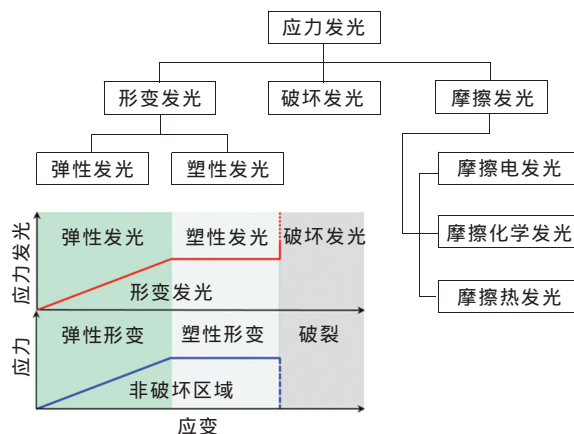 应力发光
形变发光
破坏发光
摩擦发光
弹性发光
塑性发光
摩擦电发光
摩擦化学发光
摩擦热发光
应力发光
弹性发光
塑性发光
破坏发光
形变发光
应力
弹性形变
塑性形变
破裂
非破坏区域
应变